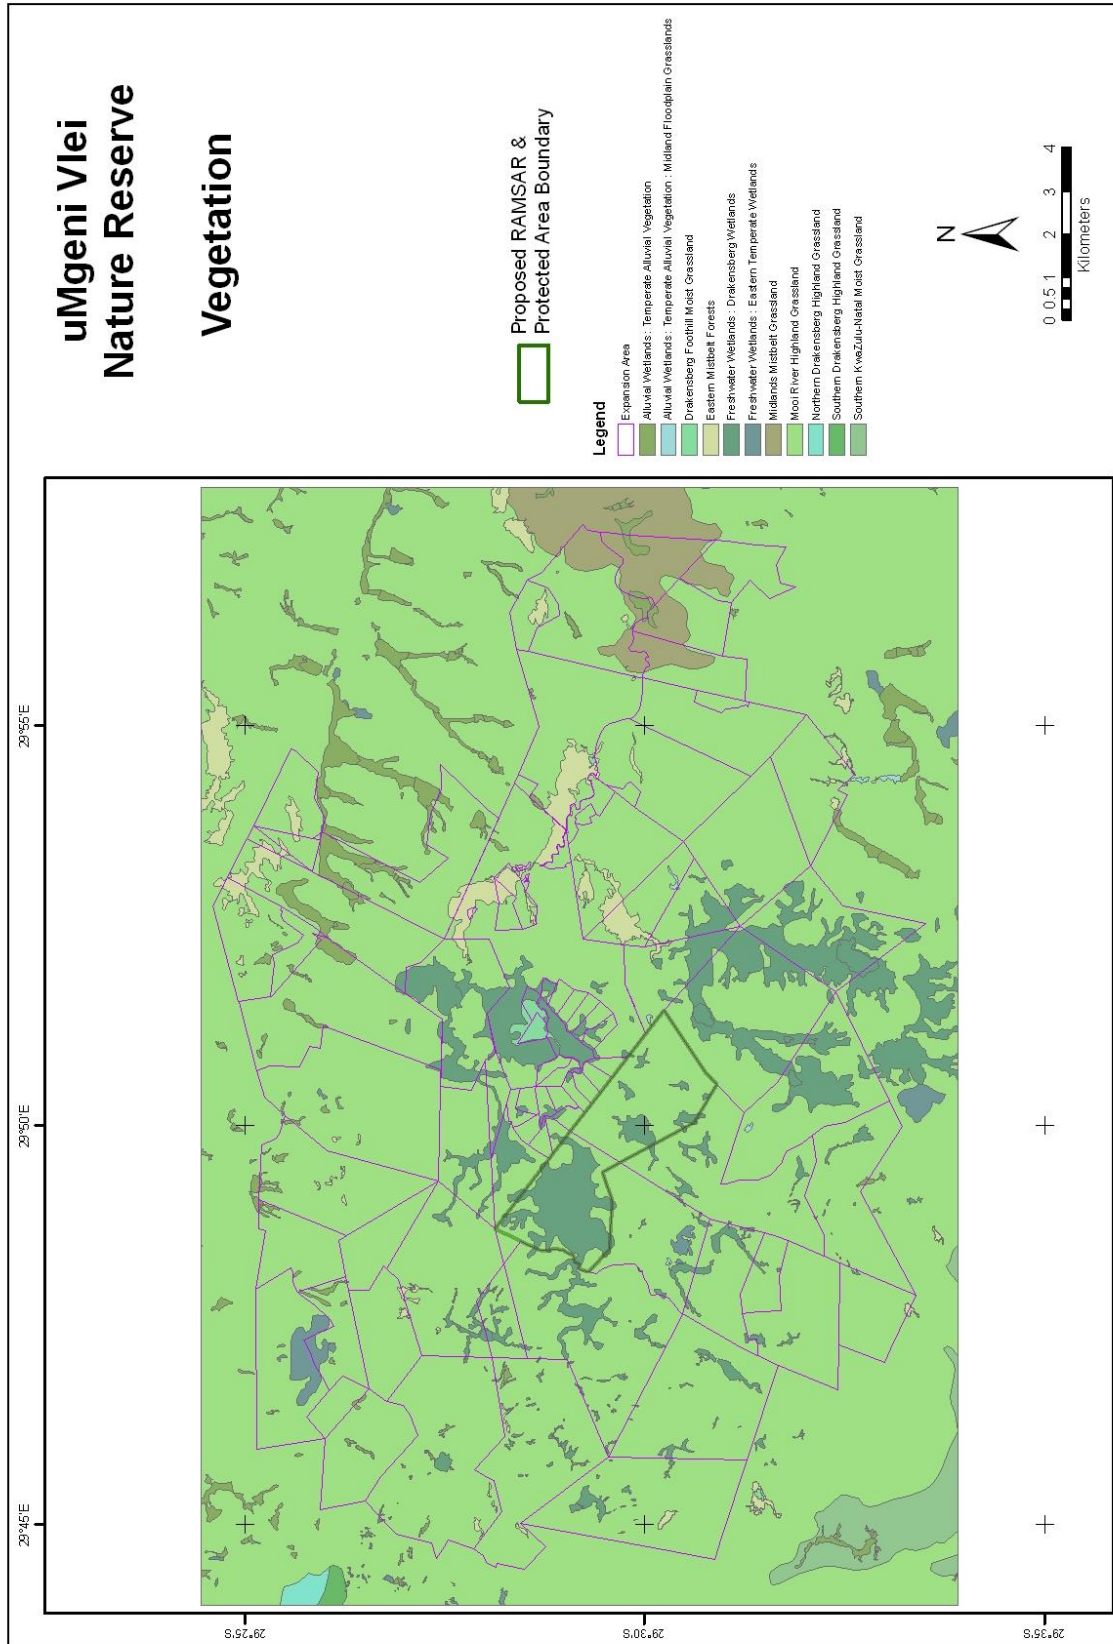 uMgeni Vlei
Nature Reserve
Vegetation
Proposed RAMSAR &
Protected Area Boundary
Legend
Expansion Area
Alluvial Wetlands : Temperate Alluvial Vegetation
Alluvial Wetlands : Temperate Alluvial Vegetation : Midland Floodplain Grasslands
Drakensberg Foothill Moist Grassland
Eastern Mistbelt Forests
Freshwater Wetlands : Drakensberg Wetlands
Freshwater Wetlands : Eastern Temperate Wetlands
Midlands Mistbelt Grassland
Mooi River Highland Grassland
Northern Drakensberg Highland Grassland
Southern Drakensberg Highland Grassland
Southern KwaZulu-Natal Moist Grassland
N
0 0.5 1 2 3 4
Kilometers
29°45'E
29°50'E
29°55'E
29°25'S
29°30'S
29°35'S